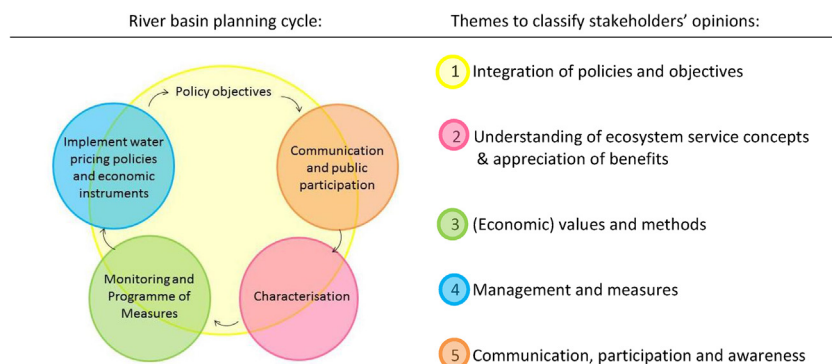 River basin planning cycle:
Themes to classify stakeholders' opinions:
Policy objectives
Implement water
pricing policies
and economic
instruments
Communication
and public
participation
Monitoring and
Programme of
Measures
Characterisation
1 Integration of policies and objectives
2 Understanding of ecosystem service concepts
& appreciation of benefits
3 (Economic) values and methods
4 Management and measures
5 Communication, participation and awareness